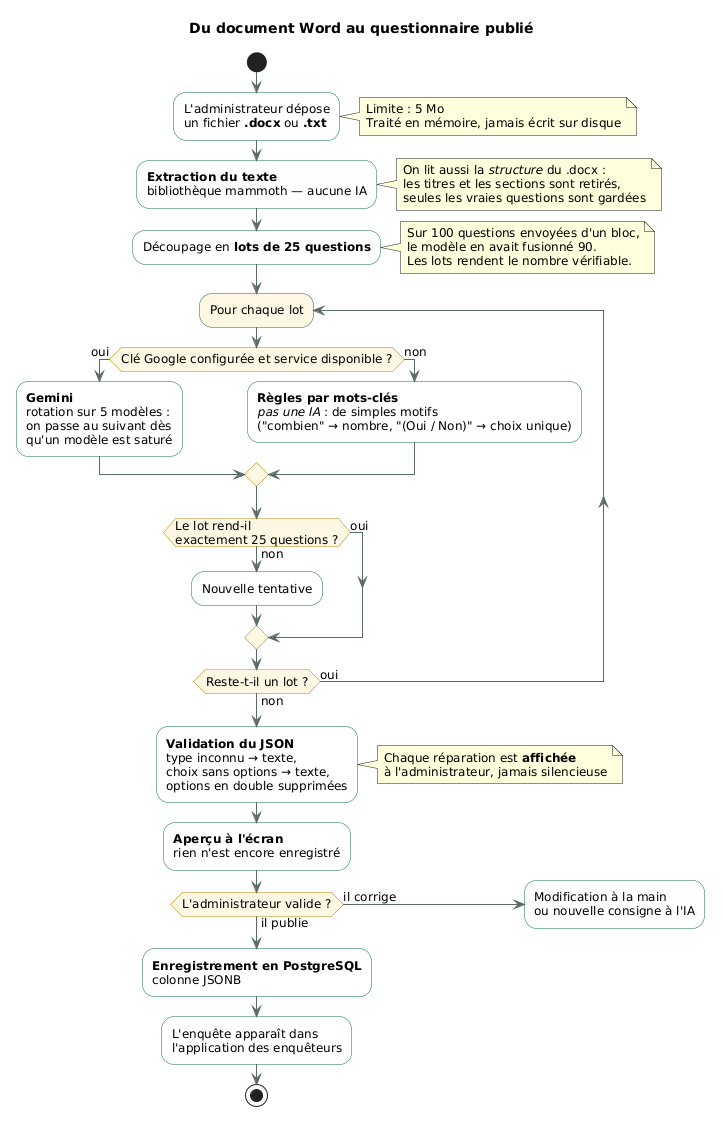 Du document Word au questionnaire publié
L'administrateur dépose
un fichier .docx ou .txt
Limite : 5 Mo
Traité en mémoire, jamais écrit sur disque
Extraction du texte
bibliothèque mammoth — aucune IA
On lit aussi la structure du .docx :
les titres et les sections sont retirés,
seules les vraies questions sont gardées
Découpage en lots de 25 questions
Sur 100 questions envoyées d'un bloc,
le modèle en avait fusionné 90.
Les lots rendent le nombre vérifiable.
Pour chaque lot
Clé Google configurée et service disponible ?
oui
non
Gemini
rotation sur 5 modèles :
on passe au suivant dès
qu'un modèle est saturé
Règles par mots-clés
pas une IA : de simples motifs
("combien" → nombre, "(Oui / Non)" → choix unique)
Le lot rend-il
exactement 25 questions ?
oui
non
Nouvelle tentative
Reste-t-il un lot ?
oui
non
Validation du JSON
type inconnu → texte,
choix sans options → texte,
options en double supprimées
Chaque réparation est affichée
à l'administrateur, jamais silencieuse
Aperçu à l'écran
rien n'est encore enregistré
L'administrateur valide ?
il corrige
il publie
Modification à la main
ou nouvelle consigne à l'IA
Enregistrement en PostgreSQL
colonne JSONB
L'enquête apparaît dans
l'application des enquêteurs